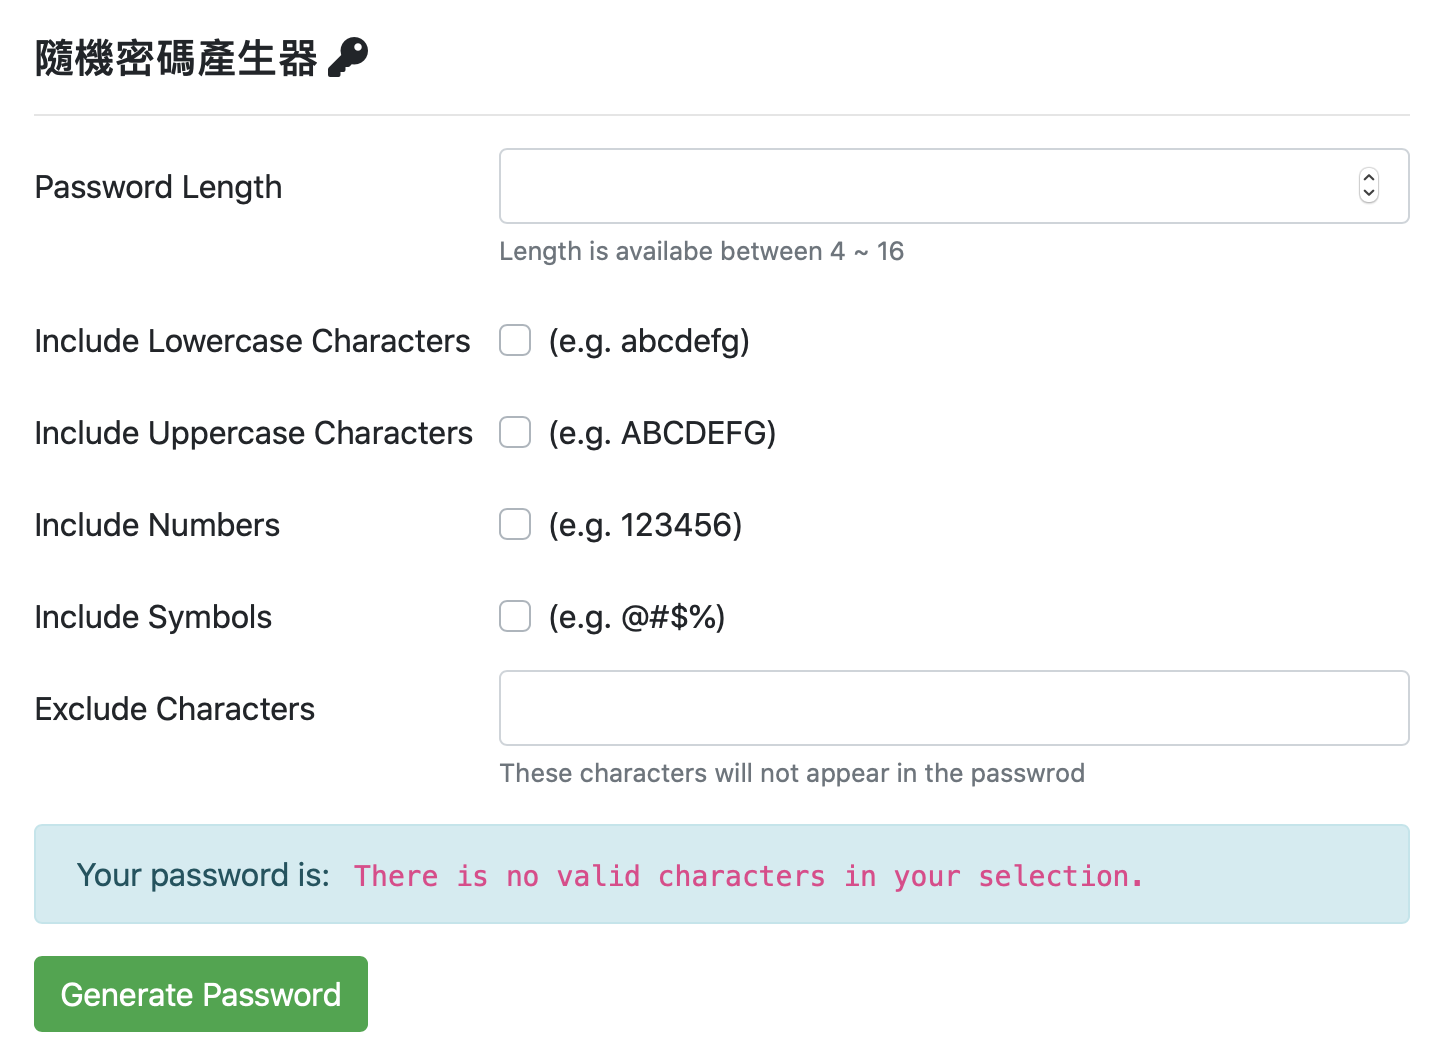 隨機密碼產生器
Password Length
Length is availabe between 4 ~ 16
Include Lowercase Characters (e.g. abcdefg)
Include Uppercase Characters (e.g. ABCDEFG)
Include Numbers (e.g. 123456)
Include Symbols (e.g. @#$%)
Exclude Characters
These characters will not appear in the passwrod
Your password is: There is no valid characters in your selection.
Generate Password